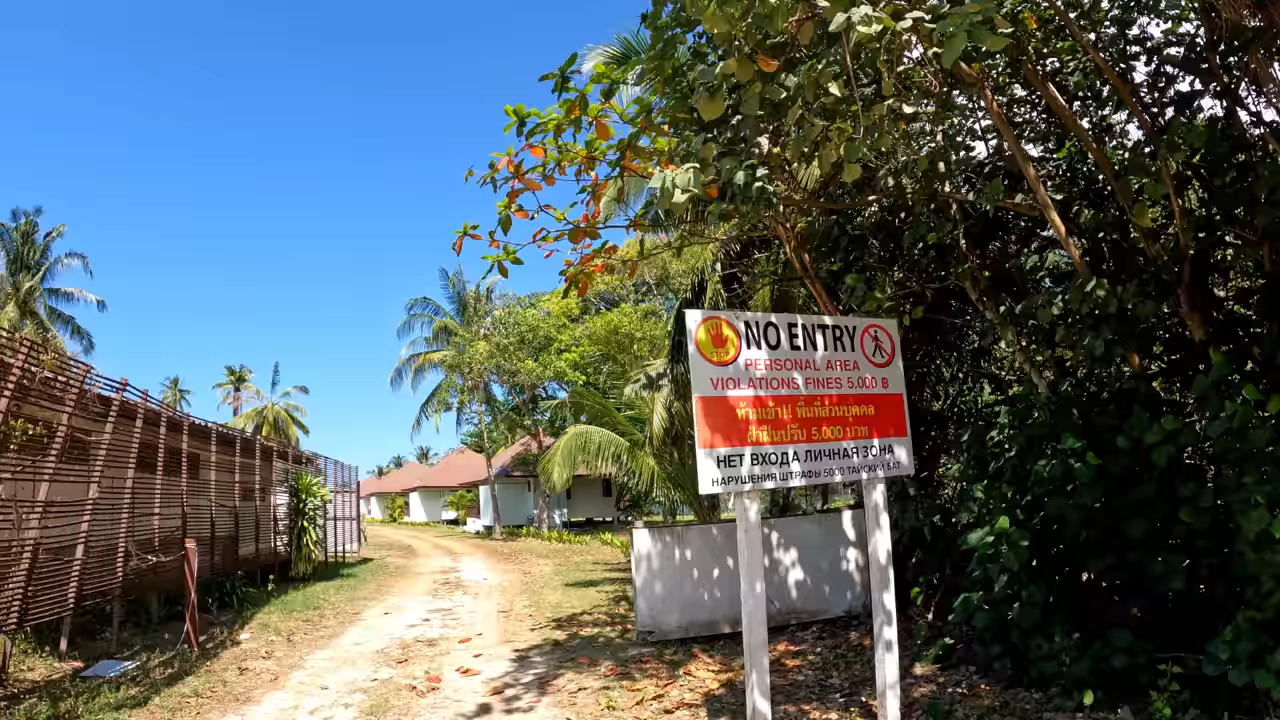 STOP
NO ENTRY
PERSONAL AREA
VIOLATIONS FINES 5.000 ฿
ห้ามเข้า!! พื้นที่ส่วนบุคคล
ฝ่าฝืนปรับ 5,000 บาท
НЕТ ВХОДА ЛИЧНАЯ ЗОНА
НАРУШЕНИЯ ШТРАФЫ 5000 ТАЙСКИЙ БАТ